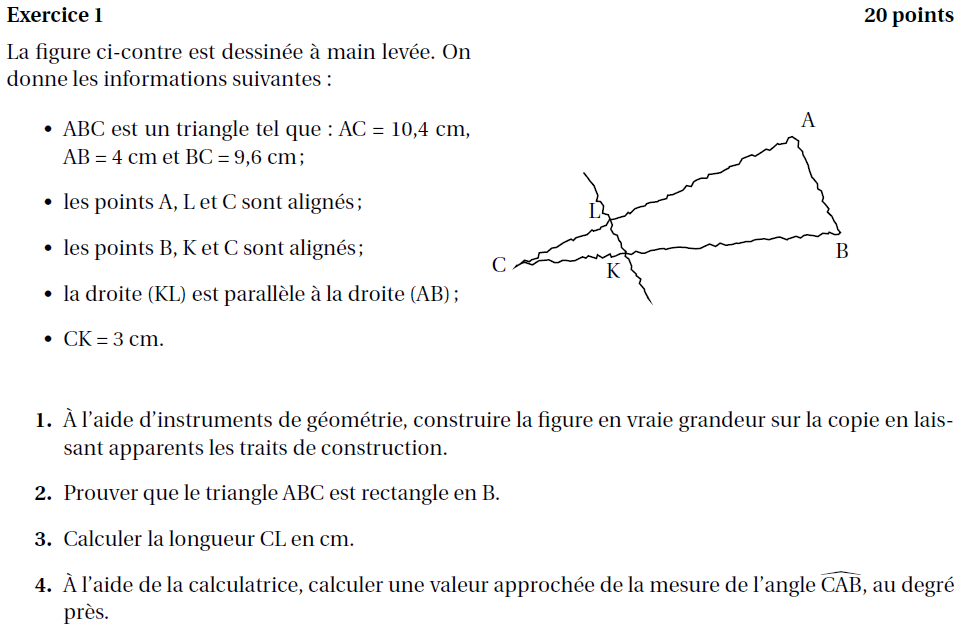 Exercice 1 20 points
La figure ci-contre est dessinée à main levée. On
donne les informations suivantes :
• ABC est un triangle tel que : AC = 10,4 cm,
AB = 4 cm et BC = 9,6 cm ;
• les points A, L et C sont alignés ;
• les points B, K et C sont alignés ;
• la droite (KL) est parallèle à la droite (AB) ;
• CK = 3 cm.
A
L
B
C
K
1. À l'aide d'instruments de géométrie, construire la figure en vraie grandeur sur la copie en lais-
sant apparents les traits de construction.
2. Prouver que le triangle ABC est rectangle en B.
3. Calculer la longueur CL en cm.
4. À l'aide de la calculatrice, calculer une valeur approchée de la mesure de l'angle \widehat{CAB}, au degré
près.